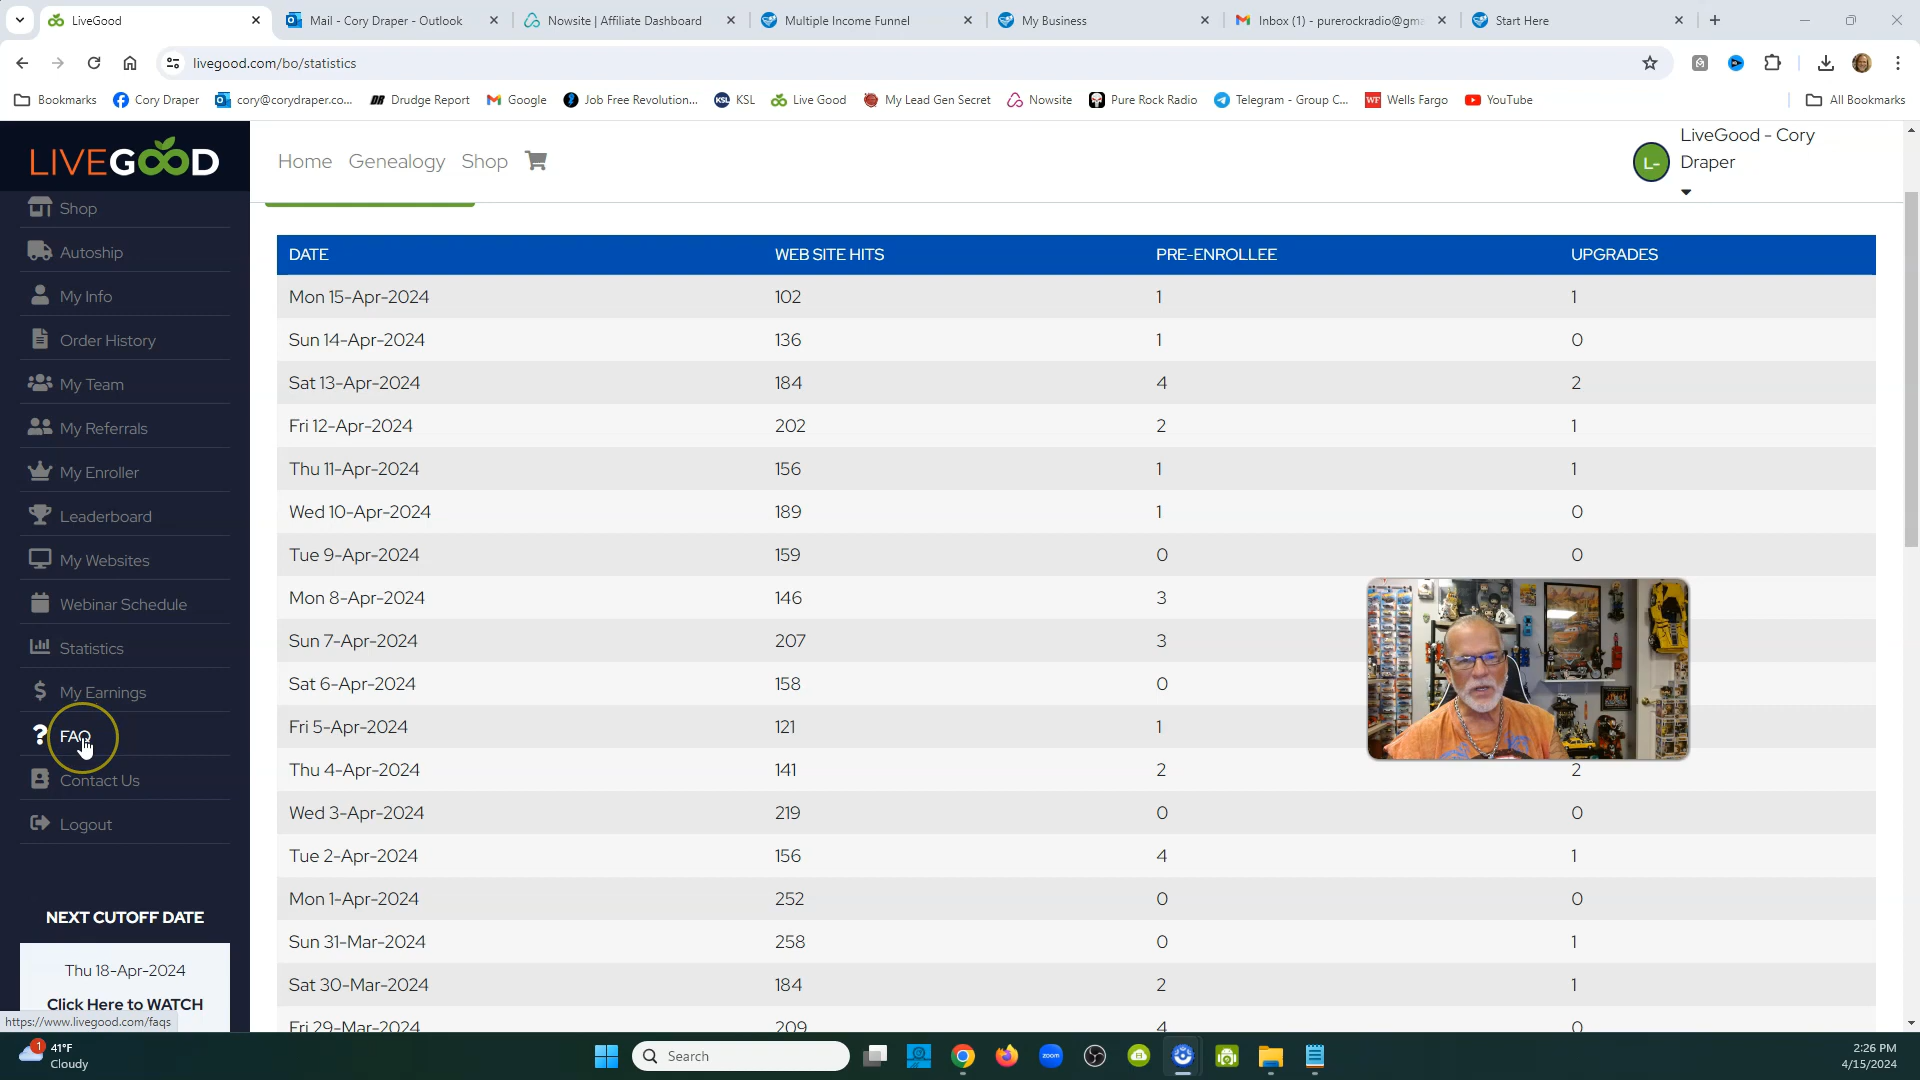 LiveGood
Mail - Cory Draper - Outlook
Nowsite | Affiliate Dashboard
Multiple Income Funnel
My Business
Inbox (1) - purerockradio@gma
Start Here
livegood.com/bo/statistics
Bookmarks
Cory Draper
cory@corydraper.co...
Drudge Report
Google
Job Free Revolution...
KSL
Live Good
My Lead Gen Secret
Nowsite
Pure Rock Radio
Telegram - Group C...
Wells Fargo
YouTube
All Bookmarks
LIVEGOOD
Home Genealogy Shop
L-
LiveGood - Cory
Draper
Shop
Autoship
My Info
Order History
My Team
My Referrals
My Enroller
Leaderboard
My Websites
Webinar Schedule
Statistics
My Earnings
FAQ
Contact Us
Logout
NEXT CUTOFF DATE
Thu 18-Apr-2024
Click Here to WATCH
https://www.livegood.com/faqs
DATE WEB SITE HITS PRE-ENROLLEE UPGRADES
Mon 15-Apr-2024 102 1 1
Sun 14-Apr-2024 136 1 0
Sat 13-Apr-2024 184 4 2
Fri 12-Apr-2024 202 2 1
Thu 11-Apr-2024 156 1 1
Wed 10-Apr-2024 189 1 0
Tue 9-Apr-2024 159 0 0
Mon 8-Apr-2024 146 3
Sun 7-Apr-2024 207 3
Sat 6-Apr-2024 158 0
Fri 5-Apr-2024 121 1
Thu 4-Apr-2024 141 2 2
Wed 3-Apr-2024 219 0 0
Tue 2-Apr-2024 156 4 1
Mon 1-Apr-2024 252 0 0
Sun 31-Mar-2024 258 0 1
Sat 30-Mar-2024 184 2 1
Fri 29-Mar-2024 209 4 0
1
41°F
Cloudy
Search
zoom
2:26 PM
4/15/2024